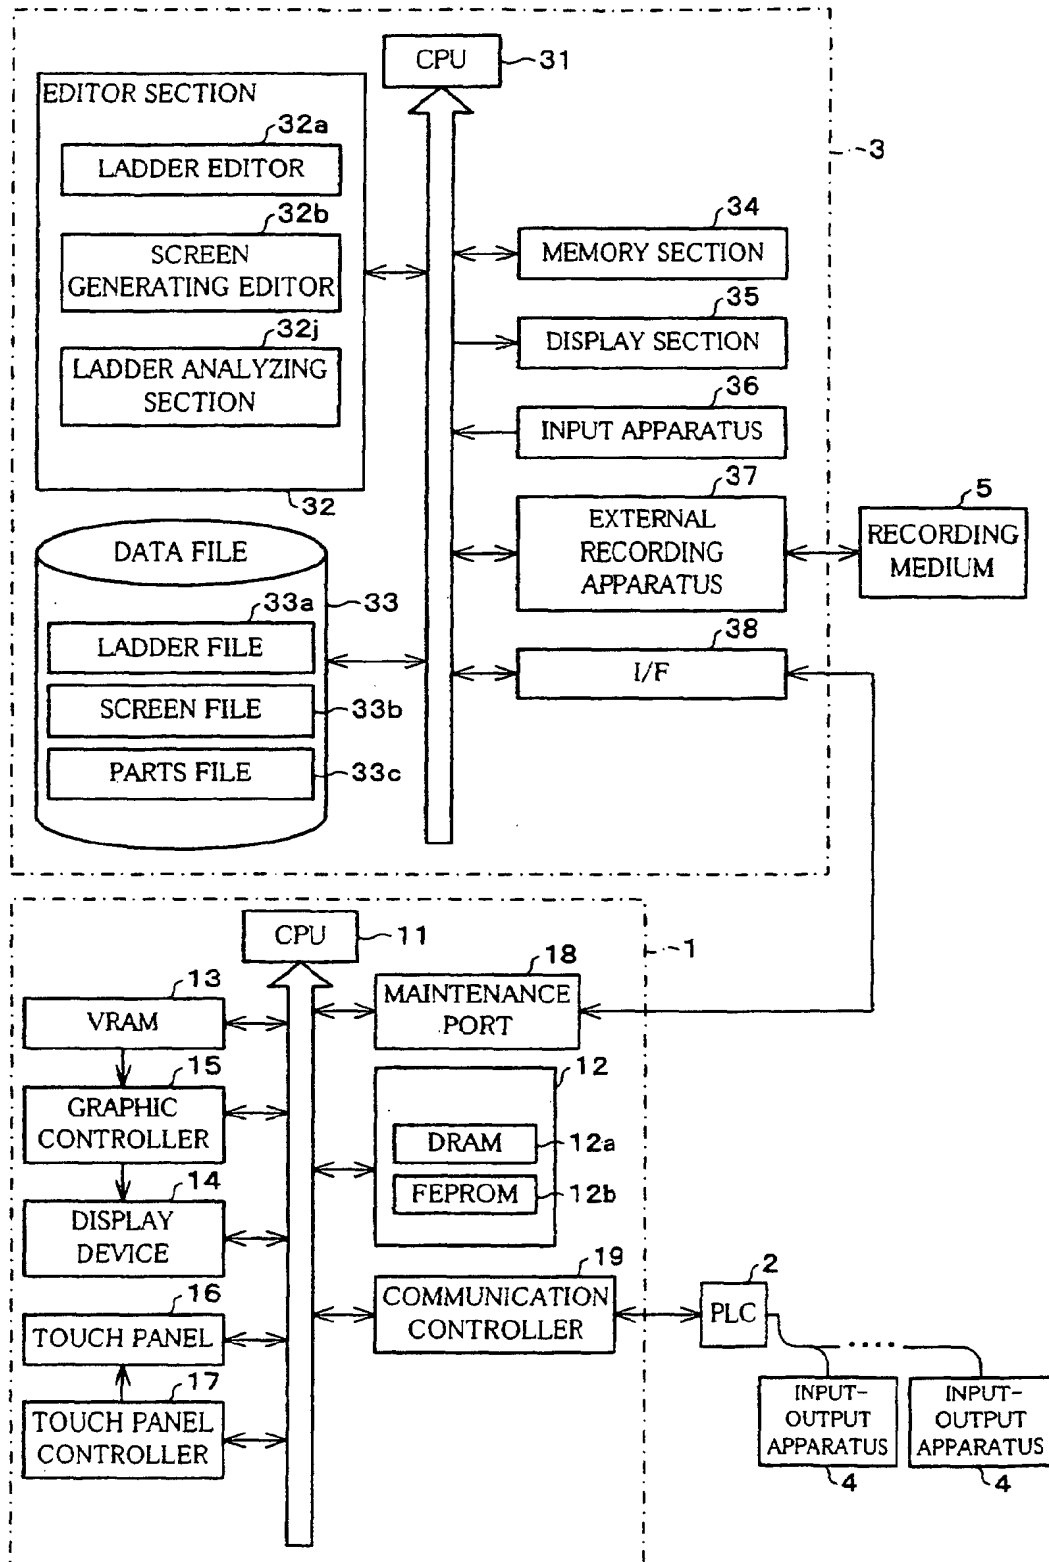 CPU
31
EDITOR SECTION
32a
LADDER EDITOR
32b
SCREEN
GENERATING EDITOR
32j
LADDER ANALYZING
SECTION
32
3
34
MEMORY SECTION
35
DISPLAY SECTION
36
INPUT APPARATUS
37
EXTERNAL
RECORDING
APPARATUS
5
RECORDING
MEDIUM
38
I/F
DATA FILE
33
33a
LADDER FILE
SCREEN FILE
33b
PARTS FILE
33c
CPU
11
1
13
VRAM
15
GRAPHIC
CONTROLLER
14
DISPLAY
DEVICE
16
TOUCH PANEL
17
TOUCH PANEL
CONTROLLER
18
MAINTENANCE
PORT
12
DRAM
12a
FEPROM
12b
19
COMMUNICATION
CONTROLLER
2
PLC
INPUT-
OUTPUT
APPARATUS
4
INPUT-
OUTPUT
APPARATUS
4